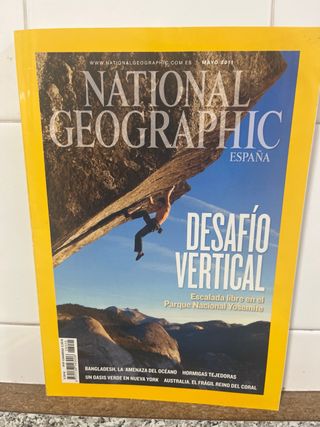 WWW.NATIONALGEOGRAPHIC.COM.ES
MAYO 2011
NATIONAL
GEOGRAPHIC
ESPAÑA
DESAFÍO
VERTICAL
Escalada libre en el
Parque Nacional Yosemite
BANGLADESH, LA AMENAZA DEL OCÉANO HORMIGAS TEJEDORAS
UN OASIS VERDE EN NUEVA YORK AUSTRALIA, EL FRÁGIL REINO DEL CORAL